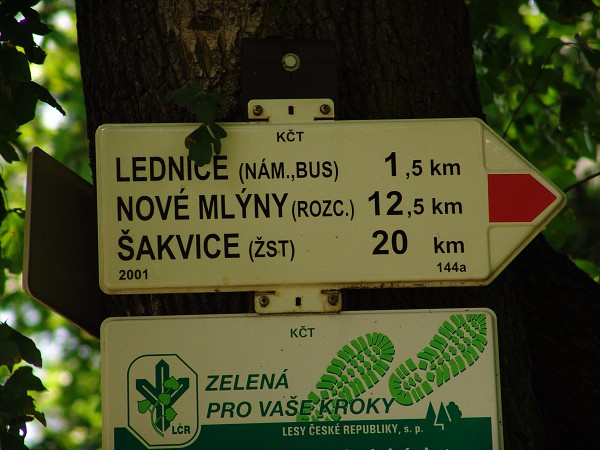 KČT
LEDNICE (NÁM.,BUS) 1,5 km
NOVÉ MLÝNY (ROZC.) 12,5 km
ŠAKVICE (ŽST) 20 km
2001 144a
KČT
ZELENÁ
PRO VAŠE KROKY
LČR
LESY ČESKÉ REPUBLIKY, s. p.